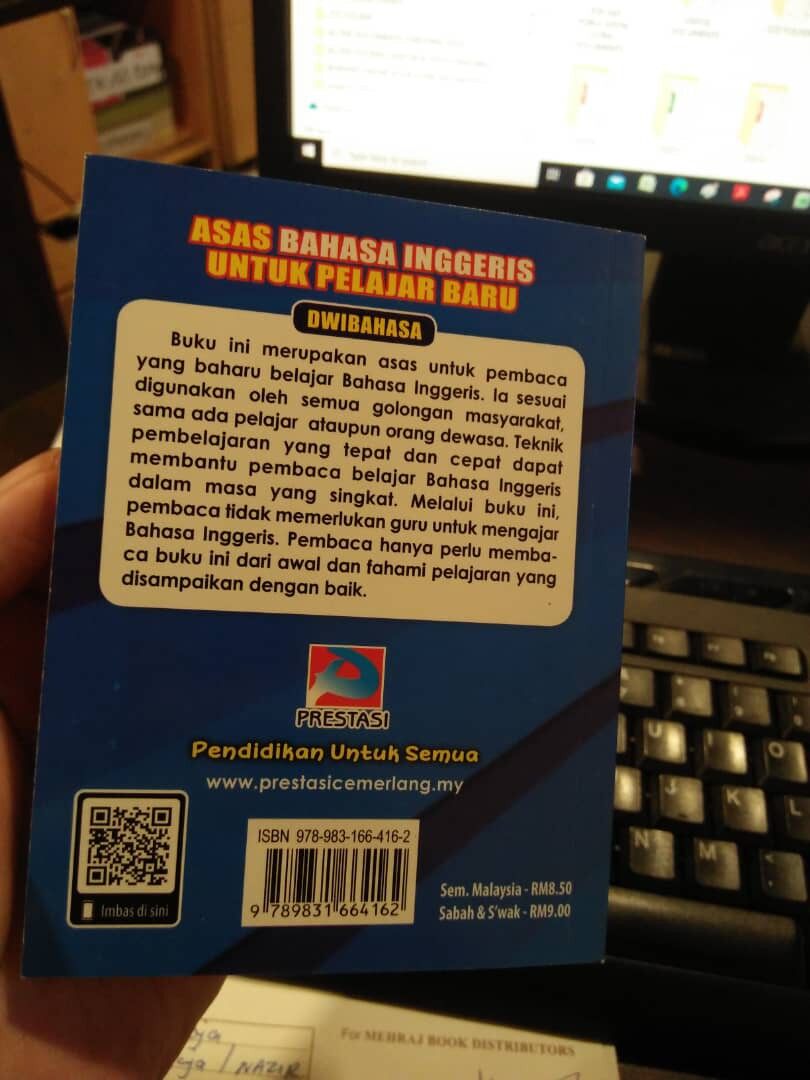 ASAS BAHASA INGGERIS
UNTUK PELAJAR BARU
DWIBAHASA
Buku ini merupakan asas untuk pembaca
yang baharu belajar Bahasa Inggeris. Ia sesuai
digunakan oleh semua golongan masyarakat,
sama ada pelajar ataupun orang dewasa. Teknik
pembelajaran yang tepat dan cepat dapat
membantu pembaca belajar Bahasa Inggeris
dalam masa yang singkat. Melalui buku ini,
pembaca tidak memerlukan guru untuk mengajar
Bahasa Inggeris. Pembaca hanya perlu memba-
ca buku ini dari awal dan fahami pelajaran yang
disampaikan dengan baik.
PRESTASI
Pendidikan Untuk Semua
www.prestasicemerlang.my
Imbas di sini
ISBN 978-983-166-416-2
9 789831 664162
Sem. Malaysia - RM8.50
Sabah & S'wak - RM9.00
U
I
O
J
K
L
N
M
For MEHRAJ BOOK DISTRIBUTORS
NAZIR